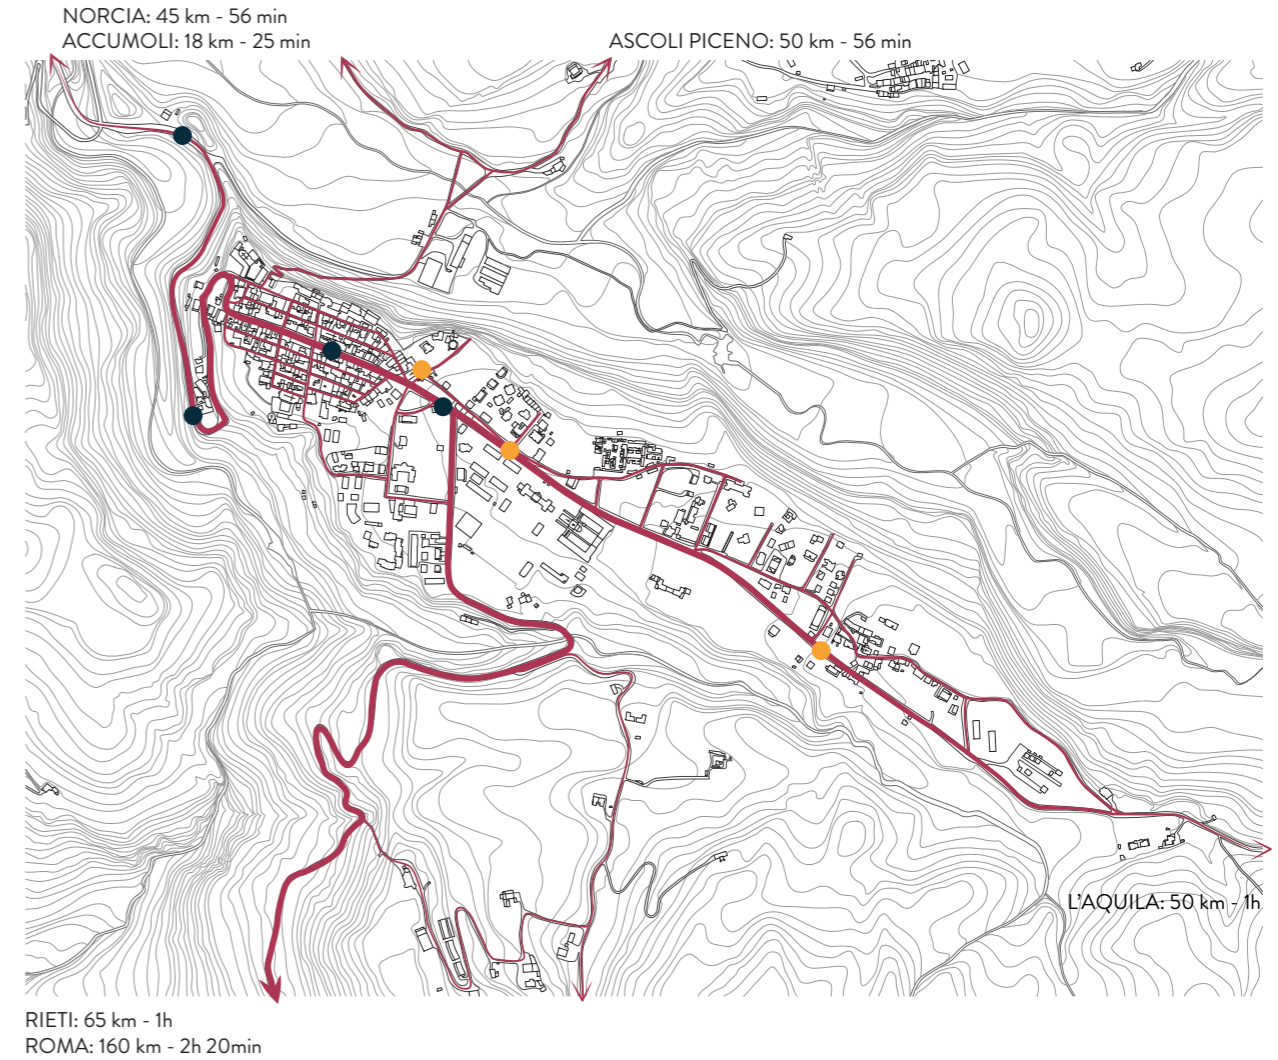 NORCIA: 45 km - 56 min
ACCUMOLI: 18 km - 25 min
ASCOLI PICENO: 50 km - 56 min
L'AQUILA: 50 km - 1h
RIETI: 65 km - 1h
ROMA: 160 km - 2h 20min